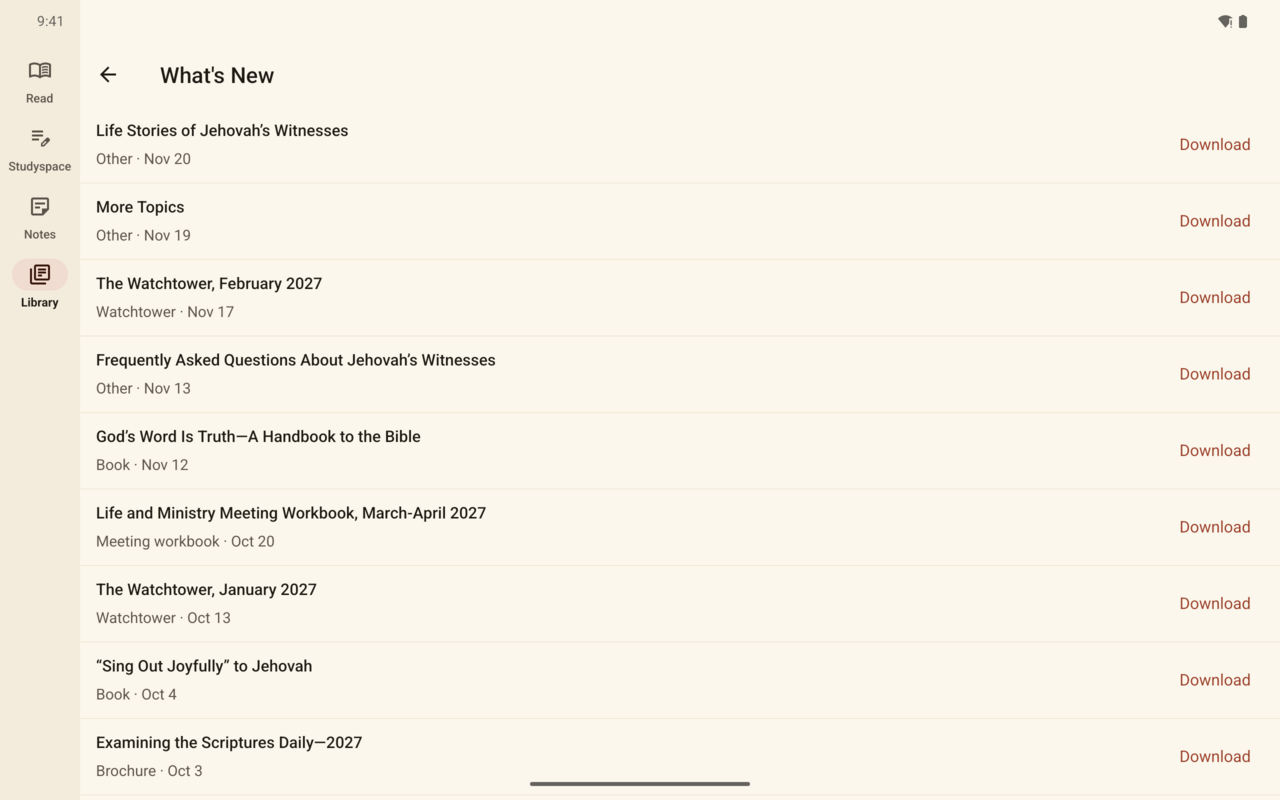 9:41
Read
Studyspace
Notes
Library
What's New
Life Stories of Jehovah’s Witnesses
Other · Nov 20
Download
More Topics
Other · Nov 19
Download
The Watchtower, February 2027
Watchtower · Nov 17
Download
Frequently Asked Questions About Jehovah’s Witnesses
Other · Nov 13
Download
God’s Word Is Truth—A Handbook to the Bible
Book · Nov 12
Download
Life and Ministry Meeting Workbook, March-April 2027
Meeting workbook · Oct 20
Download
The Watchtower, January 2027
Watchtower · Oct 13
Download
“Sing Out Joyfully” to Jehovah
Book · Oct 4
Download
Examining the Scriptures Daily—2027
Brochure · Oct 3
Download